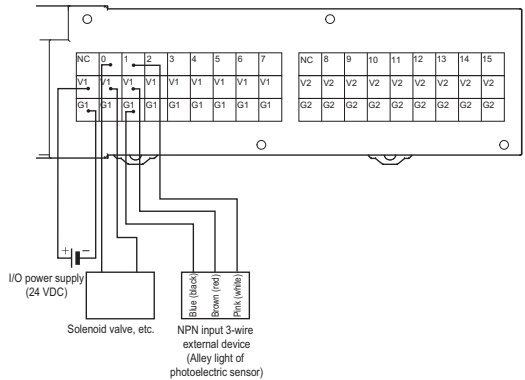 NC 0 1 2 3 4 5 6 7 NC 8 9 10 11 12 13 14 15
V1 V1 V1 V1 V1 V1 V1 V1 V1 V2 V2 V2 V2 V2 V2 V2 V2 V2
G1 G1 G1 G1 G1 G1 G1 G1 G1 G2 G2 G2 G2 G2 G2 G2 G2 G2
+ −
I/O power supply
(24 VDC)
Solenoid valve, etc.
Blue (black)
Brown (red)
Pink (white)
NPN input 3-wire
external device
(Alley light of
photoelectric sensor)